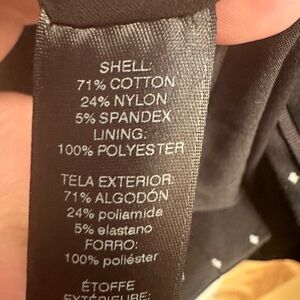 SHELL:
71% COTTON
24% NYLON
5% SPANDEX
LINING:
100% POLYESTER
TELA EXTERIOR:
71% ALGODÓN
24% poliamida
5% elastano
FORRO:
100% poliéster
ÉTOFFE
EXTÉRIEURE: